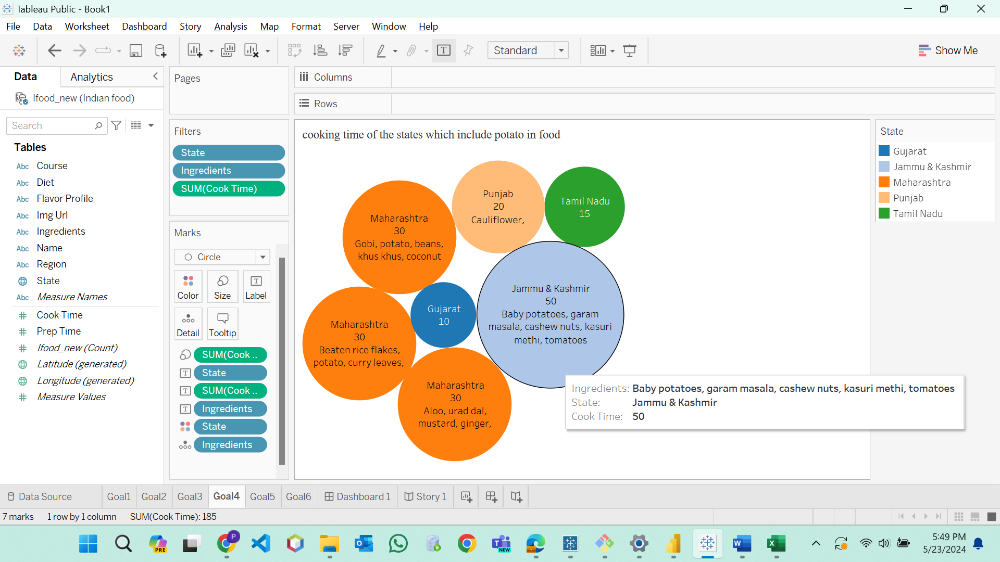 Tableau Public - Book1
File Data Worksheet Dashboard Story Analysis Map Format Server Window Help
T Standard Show Me
Data Analytics
Ifood_new (Indian food)
Search
Tables
Abc Course
Abc Diet
Abc Flavor Profile
Abc Img Url
Abc Ingredients
Abc Name
Abc Region
State
Abc Measure Names
Cook Time
Prep Time
Ifood_new (Count)
Latitude (generated)
Longitude (generated)
Measure Values
Pages
Filters
State
Ingredients
SUM(Cook Time)
Marks
Circle
Color Size T Label
Detail Tooltip
SUM(Cook ..
T State
T SUM(Cook ..
T Ingredients
State
Ingredients
Columns
Rows
cooking time of the states which include potato in food
Punjab
20
Cauliflower,
Tamil Nadu
15
Maharashtra
30
Gobi, potato, beans,
khus khus, coconut
Jammu & Kashmir
50
Baby potatoes, garam
masala, cashew nuts, kasuri
methi, tomatoes
Gujarat
10
Maharashtra
30
Beaten rice flakes,
potato, curry leaves,
Maharashtra
30
Aloo, urad dal,
mustard, ginger,
Ingredients: Baby potatoes, garam masala, cashew nuts, kasuri methi, tomatoes
State: Jammu & Kashmir
Cook Time: 50
State
Gujarat
Jammu & Kashmir
Maharashtra
Punjab
Tamil Nadu
Data Source Goal1 Goal2 Goal3 Goal4 Goal5 Goal6 Dashboard 1 Story 1
7 marks 1 row by 1 column SUM(Cook Time): 185
PRE P NEW 5:49 PM
5/23/2024